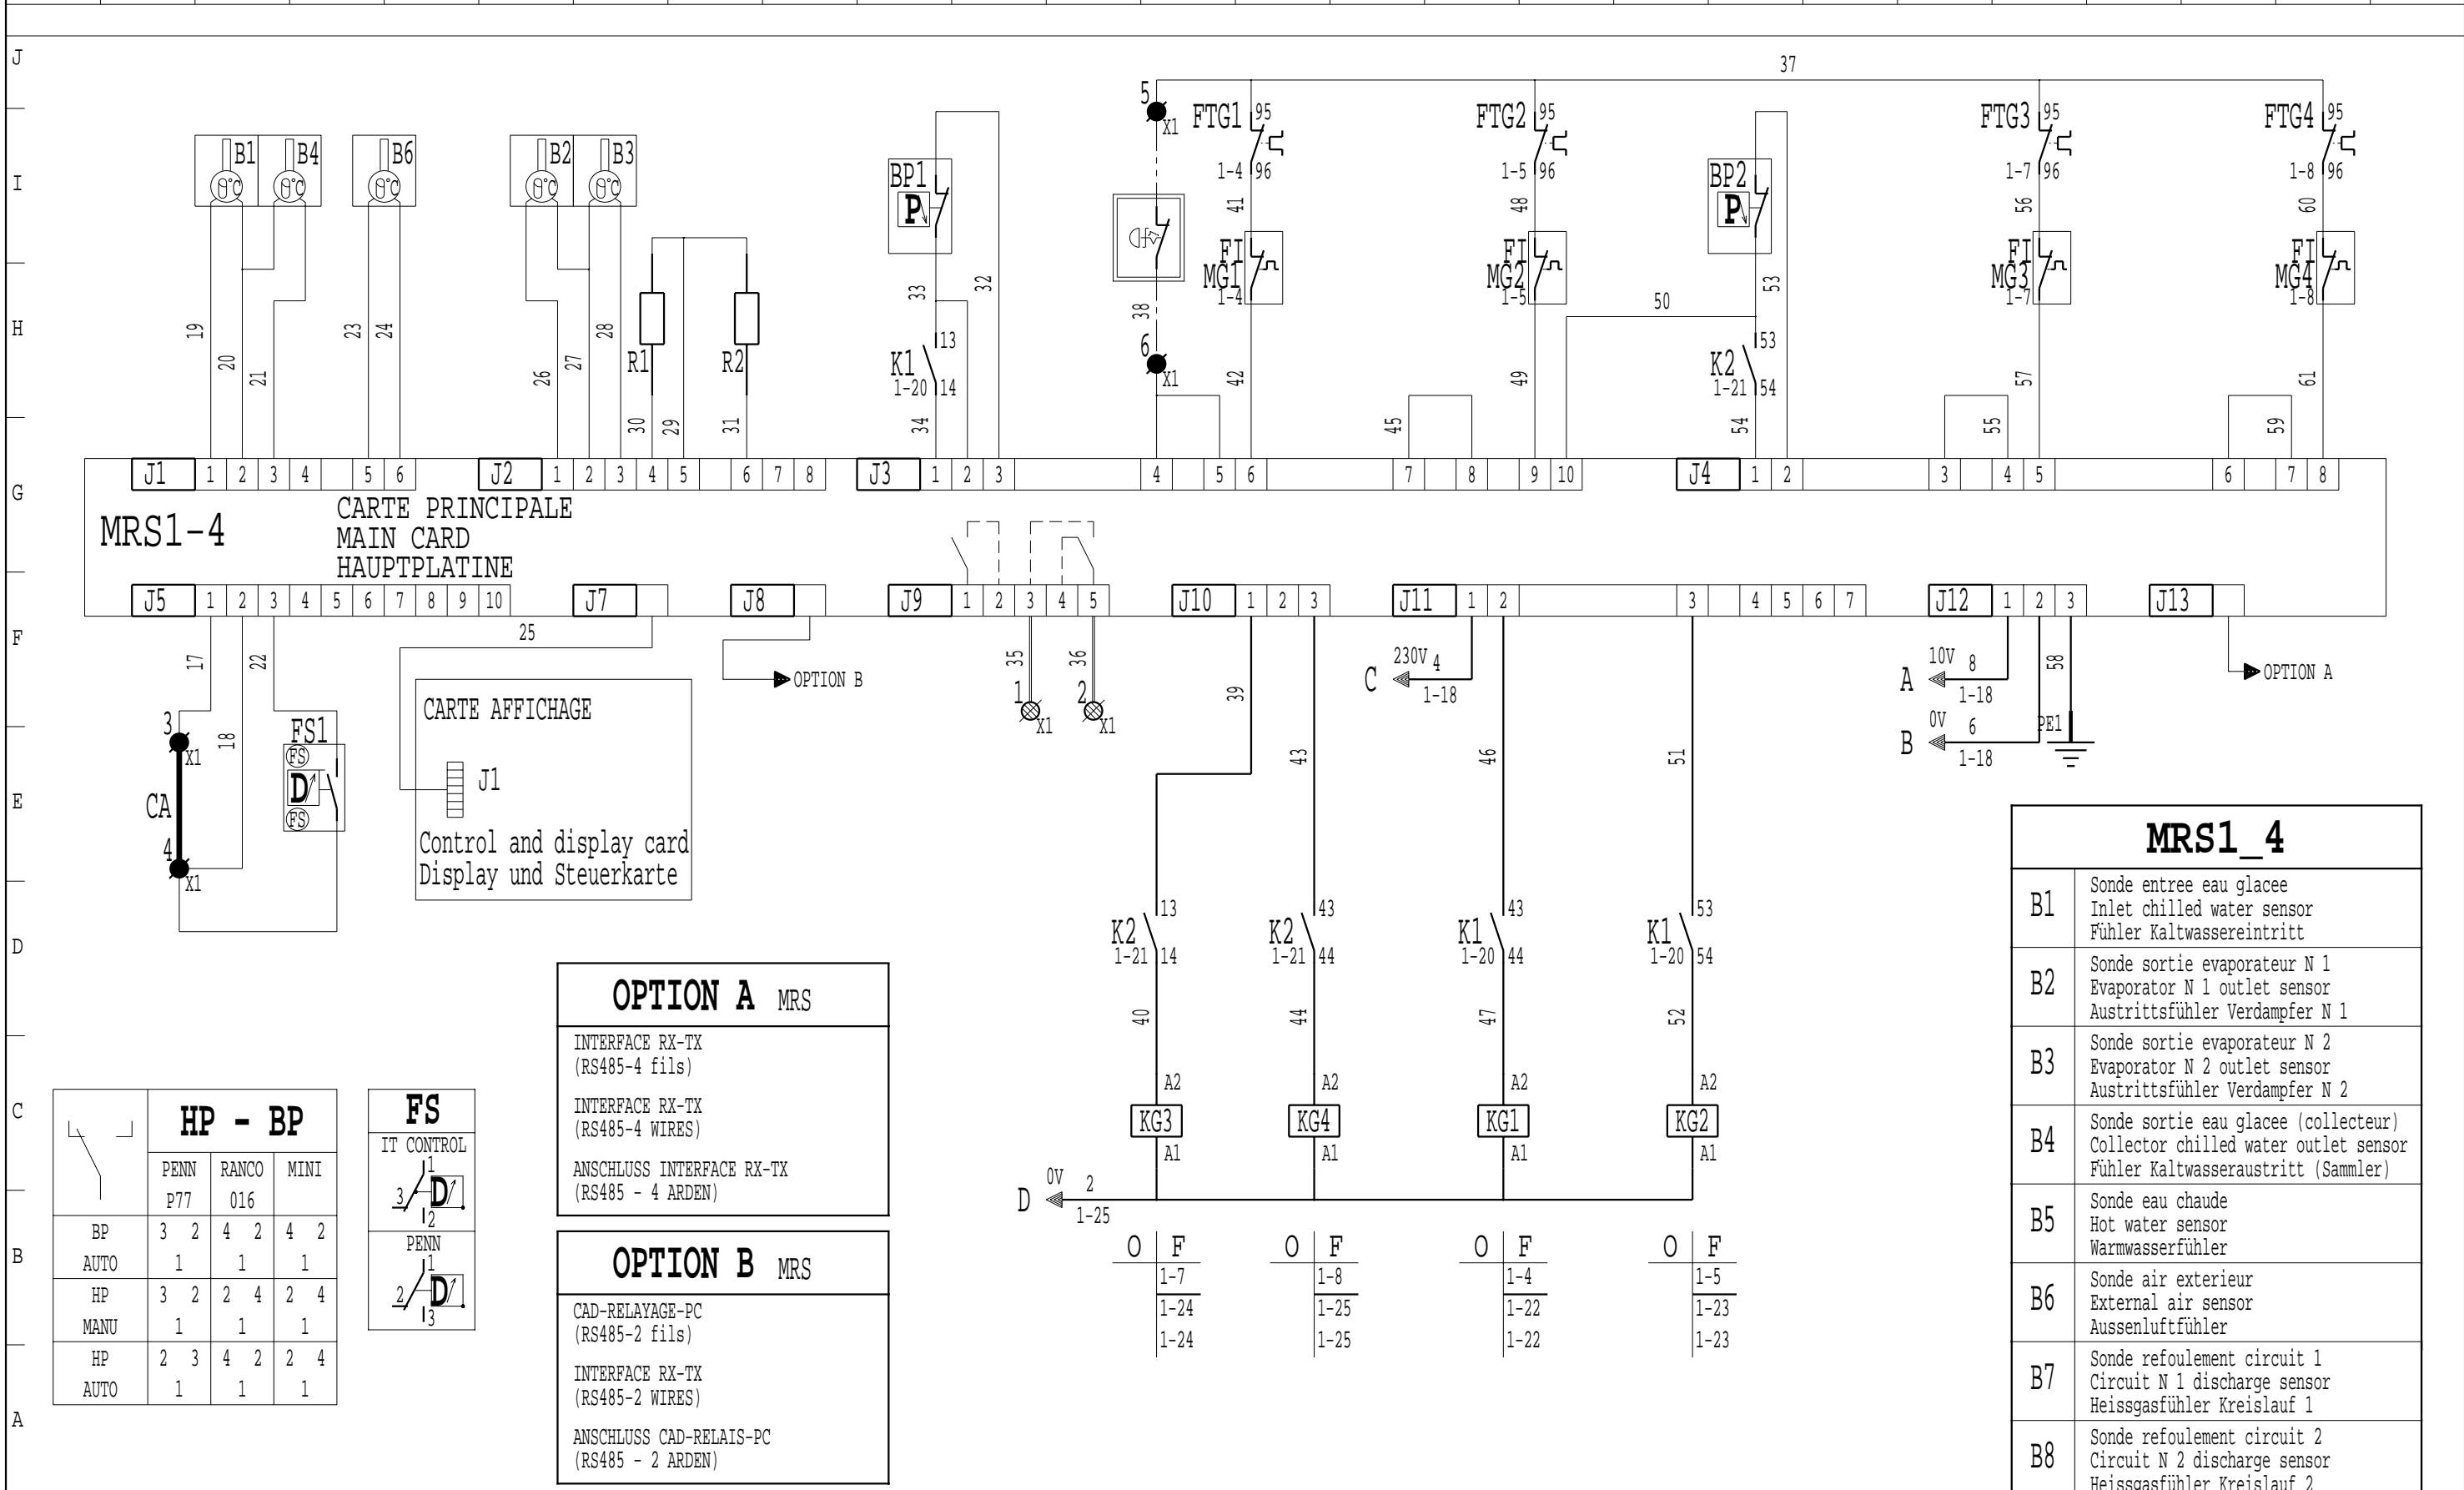 J
37
5
X1
FTG1 95
1-4 96
FTG2 95
1-5 96
FTG3 95
1-7 96
FTG4 95
1-8 96
I
B1 B4 B6 B2 B3
0°C 0°C 0°C 0°C 0°C
BP1
P
BP2
P
41 48 56 60
FI
MG1
1-4
FI
MG2
1-5
FI
MG3
1-7
FI
MG4
1-8
33 32 38 50 53
H
19 20 21 23 24 26 27 28
R1 R2
K1 13
1-20 14
6
X1
K2 53
1-21 54
42 49 57 61
30 29 31 34 45 54 55 59
G
J1 1 2 3 4 5 6
J2 1 2 3 4 5 6 7 8
J3 1 2 3 4 5 6 7 8 9 10
J4 1 2 3 4 5 6 7 8
MRS1-4
CARTE PRINCIPALE
MAIN CARD
HAUPTPLATINE
J5 1 2 3 4 5 6 7 8 9 10
J7
J8
J9 1 2 3 4 5
J10 1 2 3
J11 1 2 3 4 5 6 7
J12 1 2 3
J13
F
17 22 25 35 36 39 58
OPTION B
C 230V 4
1-18
A 10V 8
1-18
OPTION A
B 0V 6
1-18
PE1
1 X1
2 X1
3 X1
18
CA
4 X1
FS1
FS
D
FS
CARTE AFFICHAGE
J1
Control and display card
Display und Steuerkarte
E
43 46 51
D
K2 13
1-21 14
K2 43
1-21 44
K1 43
1-20 44
K1 53
1-20 54
40 44 47 52
A2 A2 A2 A2
KG3 KG4 KG1 KG2
A1 A1 A1 A1
D 0V 2
1-25
O F O F O F O F
1-7 1-8 1-4 1-5
1-24 1-25 1-22 1-23
1-24 1-25 1-22 1-23
OPTION A MRS
INTERFACE RX-TX
(RS485-4 fils)
INTERFACE RX-TX
(RS485-4 WIRES)
ANSCHLUSS INTERFACE RX-TX
(RS485 - 4 ARDEN)
OPTION B MRS
CAD-RELAYAGE-PC
(RS485-2 fils)
INTERFACE RX-TX
(RS485-2 WIRES)
ANSCHLUSS CAD-RELAIS-PC
(RS485 - 2 ARDEN)
C
B
A
HP - BP
PENN RANCO MINI
P77 016
BP 3 2 4 2 4 2
AUTO 1 1 1
HP 3 2 2 4 2 4
MANU 1 1 1
HP 2 3 4 2 2 4
AUTO 1 1 1
FS
IT CONTROL
1
3 D
2
PENN
1
2 D
3
MRS1_4
B1
Sonde entree eau glacee
Inlet chilled water sensor
Fühler Kaltwassereintritt
B2
Sonde sortie evaporateur N 1
Evaporator N 1 outlet sensor
Austrittsfühler Verdampfer N 1
B3
Sonde sortie evaporateur N 2
Evaporator N 2 outlet sensor
Austrittsfühler Verdampfer N 2
B4
Sonde sortie eau glacee (collecteur)
Collector chilled water outlet sensor
Fühler Kaltwasseraustritt (Sammler)
B5
Sonde eau chaude
Hot water sensor
Warmwasserfühler
B6
Sonde air exterieur
External air sensor
Aussenluftfühler
B7
Sonde refoulement circuit 1
Circuit N 1 discharge sensor
Heissgasfühler Kreislauf 1
B8
Sonde refoulement circuit 2
Circuit N 2 discharge sensor
Heissgasfühler Kreislauf 2